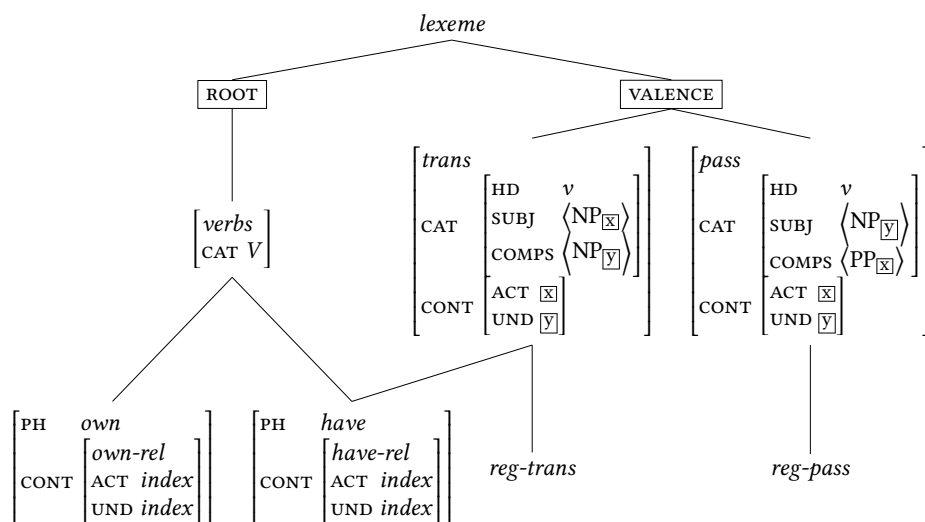 lexeme
ROOT
VALENCE
trans
HD v
SUBJ ⟨NP x⟩
CAT
COMPS ⟨NP y⟩
ACT x
CONT
UND y
pass
HD v
SUBJ ⟨NP y⟩
CAT
COMPS ⟨PP x⟩
ACT x
CONT
UND y
verbs
CAT V
PH own
own-rel
CONT ACT index
UND index
PH have
have-rel
CONT ACT index
UND index
reg-trans
reg-pass